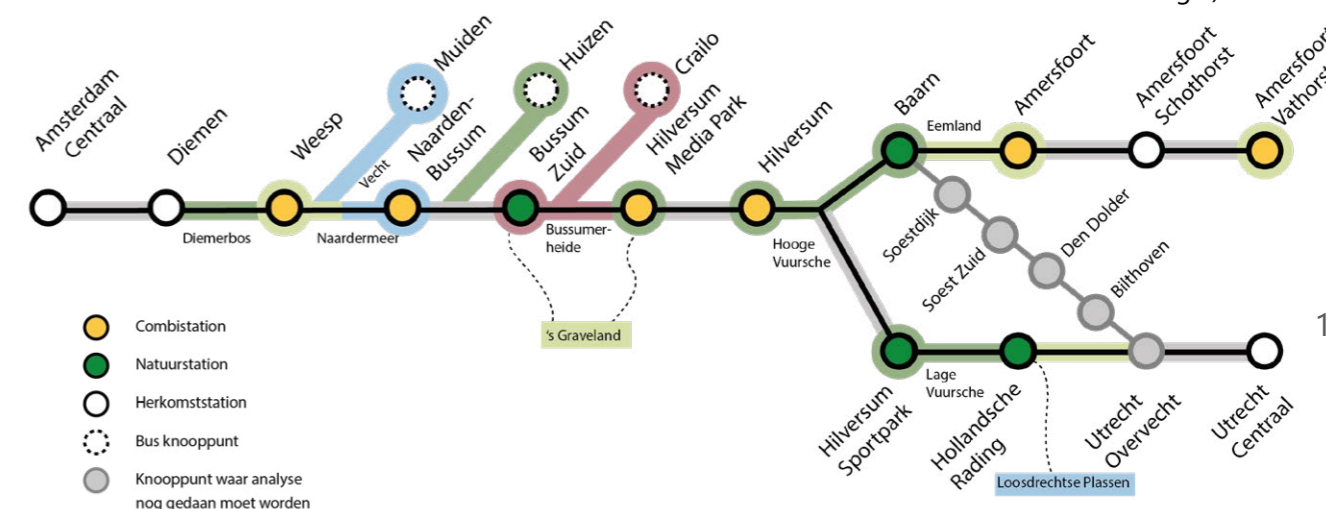 Amsterdam
Centraal
Diemen
Weesp
Muiden
Vecht
Naarden-
Bussum
Huizen
Bussum
Zuid
Crailo
Hilversum
Media Park
Hilversum
Baarn
Eemland
Amersfoort
Amersfoort
Schothorst
Amersfoort
Vathorst
Diemerbos
Naardermeer
Bussumer-
heide
Hooge
Vuursche
Soestdijk
Soest Zuid
Den Dolder
Bilthoven
's Graveland
Lage
Vuursche
Hilversum
Sportpark
Hollandsche
Rading
Utrecht
Overvecht
Utrecht
Centraal
Loosdrechtse Plassen
Combistation
Natuurstation
Herkomststation
Bus knooppunt
Knooppunt waar analyse
nog gedaan moet worden
1